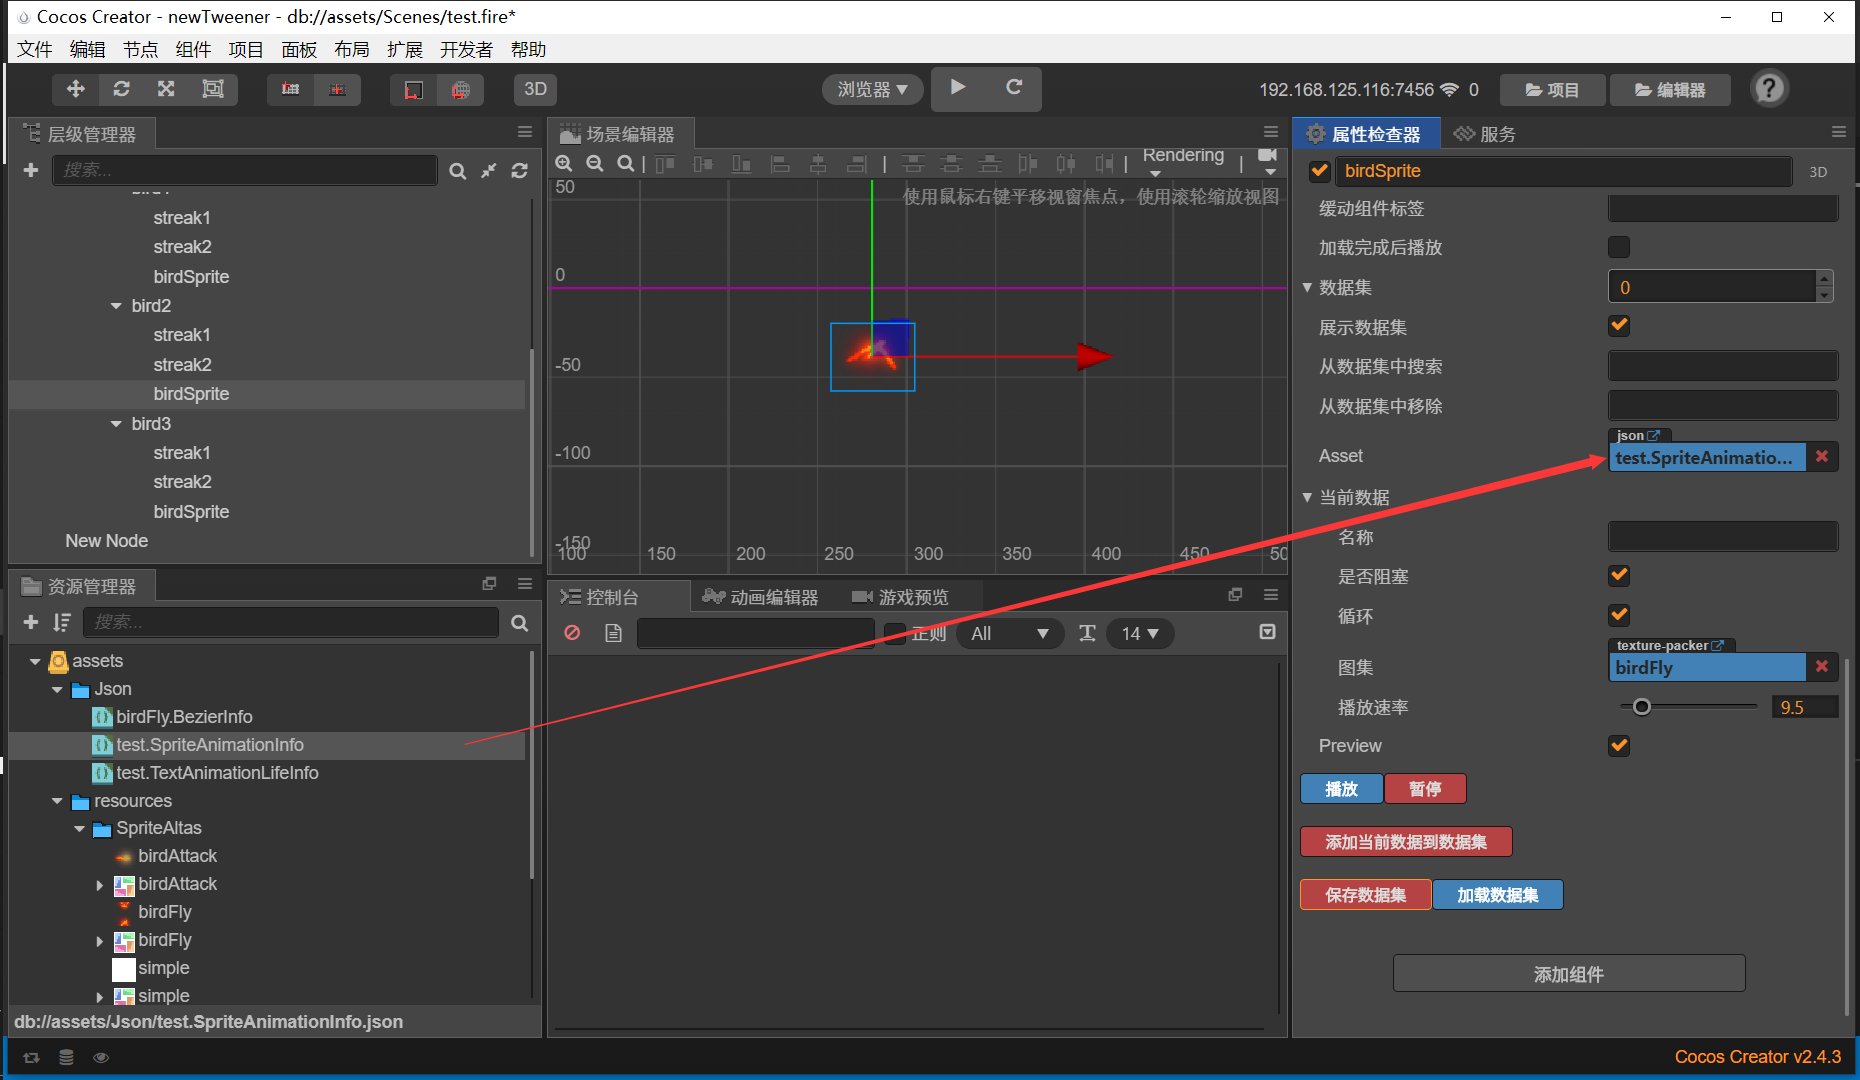 Cocos Creator - newTweener - db://assets/Scenes/test.fire*
文件 编辑 节点 组件 项目 面板 布局 扩展 开发者 帮助
3D
浏览器
192.168.125.116:7456
0
项目
编辑器
层级管理器
搜索...
streak1
streak2
birdSprite
bird2
streak1
streak2
birdSprite
bird3
streak1
streak2
birdSprite
New Node
资源管理器
搜索...
assets
Json
birdFly.BezierInfo
test.SpriteAnimationInfo
test.TextAnimationLifeInfo
resources
SpriteAltas
birdAttack
birdAttack
birdFly
birdFly
simple
simple
db://assets/Json/test.SpriteAnimationInfo.json
场景编辑器
Rendering
使用鼠标右键平移视窗焦点，使用滚轮缩放视图
50
0
-50
-100
-150
100 150 200 250 300 350 400 450 50
控制台
动画编辑器
游戏预览
正则
All
14
属性检查器
服务
birdSprite
3D
缓动组件标签
加载完成后播放
数据集
0
展示数据集
从数据集中搜索
从数据集中移除
json
Asset
test.SpriteAnimatio...
当前数据
名称
是否阻塞
循环
texture-packer
图集
birdFly
播放速率
9.5
Preview
播放
暂停
添加当前数据到数据集
保存数据集
加载数据集
添加组件
Cocos Creator v2.4.3